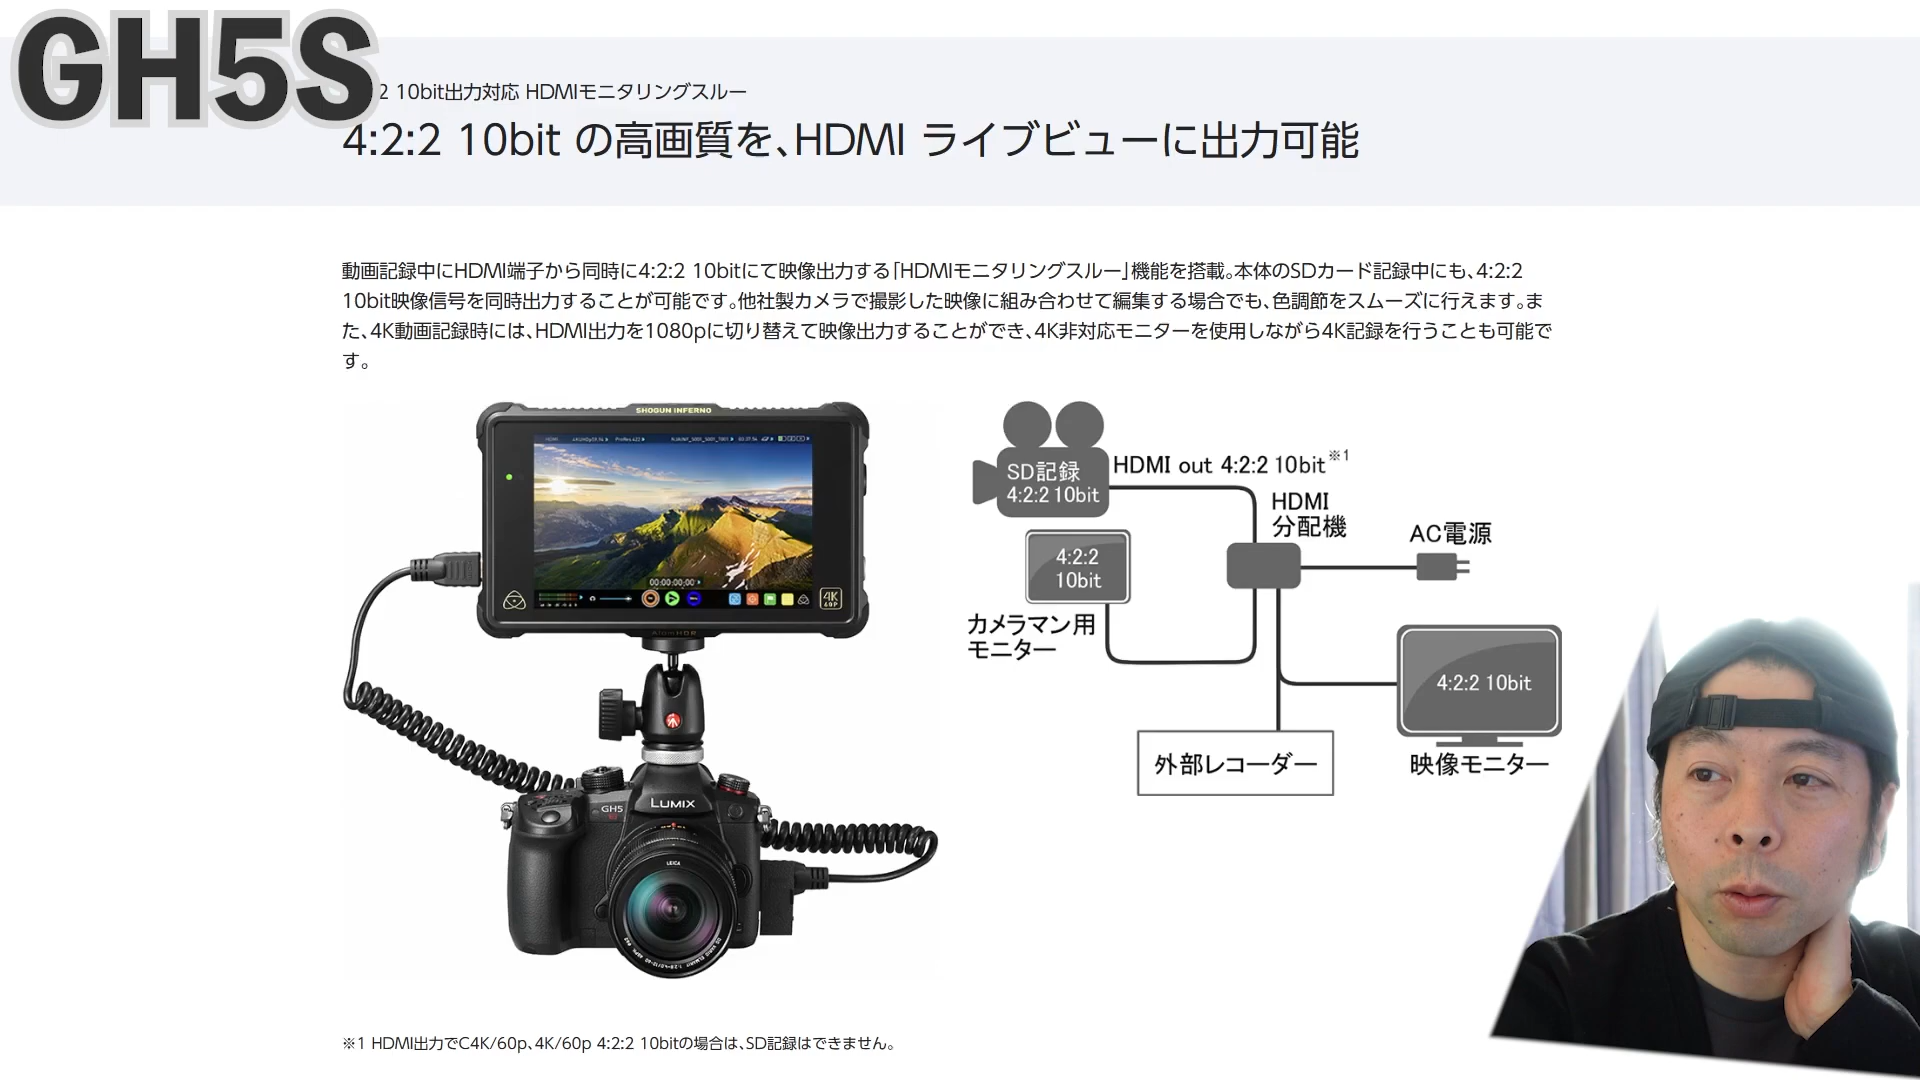 GH5S
2 10bit出力対応 HDMIモニタリングスルー
4:2:2 10bit の高画質を、HDMI ライブビューに出力可能
動画記録中にHDMI端子から同時に4:2:2 10bitにて映像出力する「HDMIモニタリングスルー」機能を搭載。本体のSDカード記録中にも、4:2:2
10bit映像信号を同時出力することが可能です。他社製カメラで撮影した映像に組み合わせて編集する場合でも、色調節をスムーズに行えます。ま
た、4K動画記録時には、HDMI出力を1080pに切り替えて映像出力することができ、4K非対応モニターを使用しながら4K記録を行うことも可能で
す。
SHOGUN INFERNO
HDMI
00:00:00;00
4K
60P
AtomHDR
GH5
LUMIX
LEICA
SD記録
4:2:2 10bit
HDMI out 4:2:2 10bit※1
HDMI
分配機
AC電源
4:2:2
10bit
カメラマン用
モニター
4:2:2 10bit
外部レコーダー
映像モニター
※1 HDMI出力でC4K/60p、4K/60p 4:2:2 10bitの場合は、SD記録はできません。